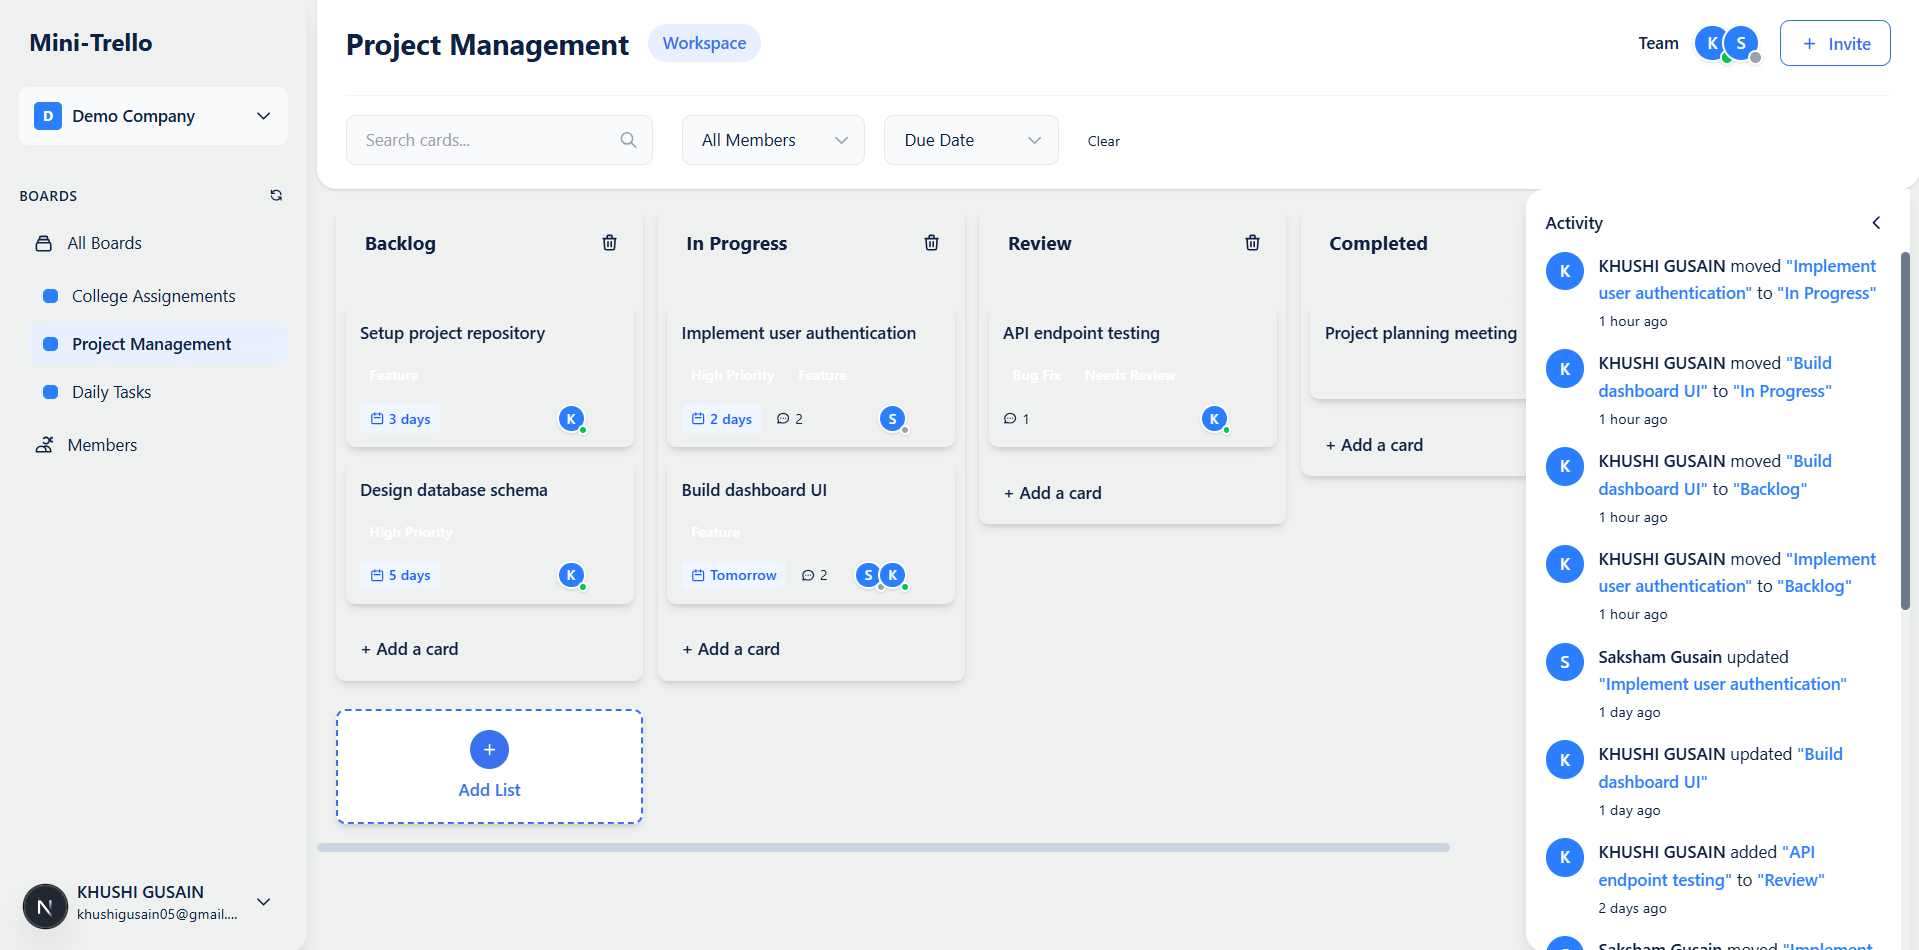 Mini-Trello
D Demo Company
BOARDS
All Boards
College Assignements
Project Management
Daily Tasks
Members
N KHUSHI GUSAIN
khushigusain05@gmail....
Project Management Workspace
Team K S + Invite
Search cards... All Members Due Date Clear
Backlog
Setup project repository
Feature
3 days K
Design database schema
High Priority
5 days K
+ Add a card
+
Add List
In Progress
Implement user authentication
High Priority Feature
2 days 2 S
Build dashboard UI
Feature
Tomorrow 2 S K
+ Add a card
Review
API endpoint testing
Bug Fix Needs Review
1 K
+ Add a card
Completed
Project planning meeting
+ Add a card
Activity
K KHUSHI GUSAIN moved "Implement
user authentication" to "In Progress"
1 hour ago
K KHUSHI GUSAIN moved "Build
dashboard UI" to "In Progress"
1 hour ago
K KHUSHI GUSAIN moved "Build
dashboard UI" to "Backlog"
1 hour ago
K KHUSHI GUSAIN moved "Implement
user authentication" to "Backlog"
1 hour ago
S Saksham Gusain updated
"Implement user authentication"
1 day ago
K KHUSHI GUSAIN updated "Build
dashboard UI"
1 day ago
K KHUSHI GUSAIN added "API
endpoint testing" to "Review"
2 days ago
S Saksham Gusain moved "Implement